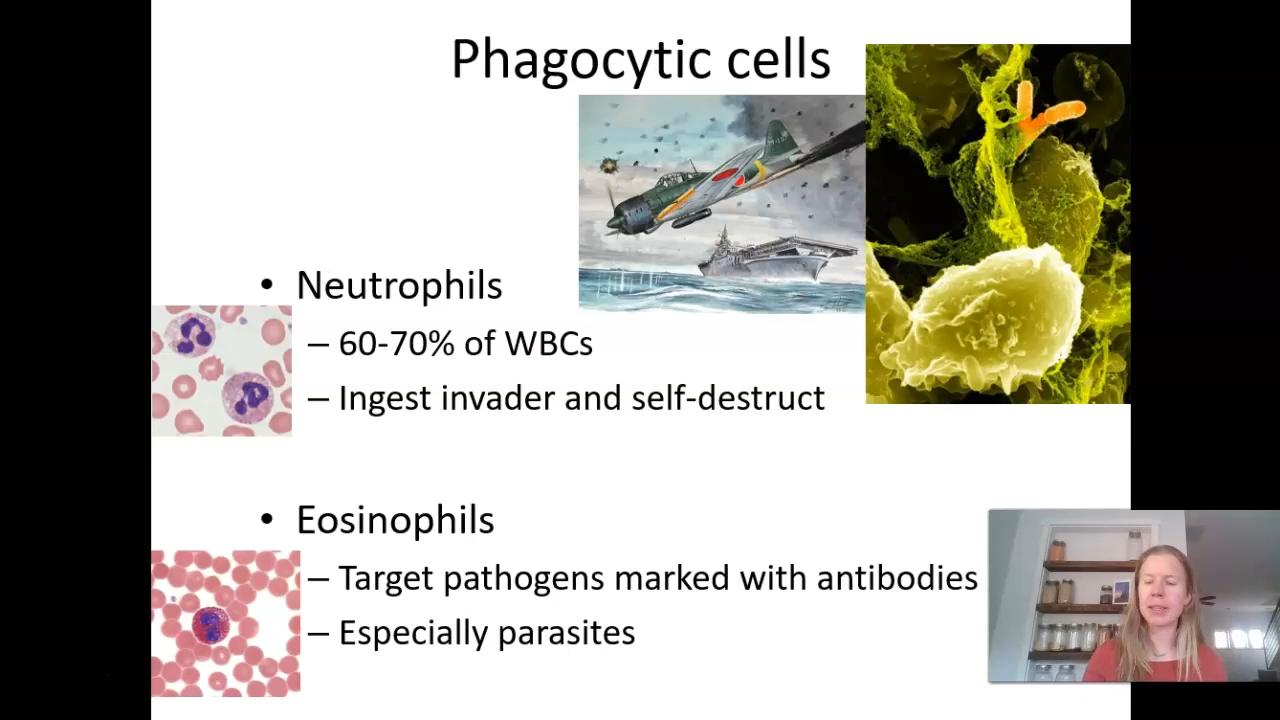 Phagocytic cells
• Neutrophils
– 60-70% of WBCs
– Ingest invader and self-destruct
• Eosinophils
– Target pathogens marked with antibodies
– Especially parasites